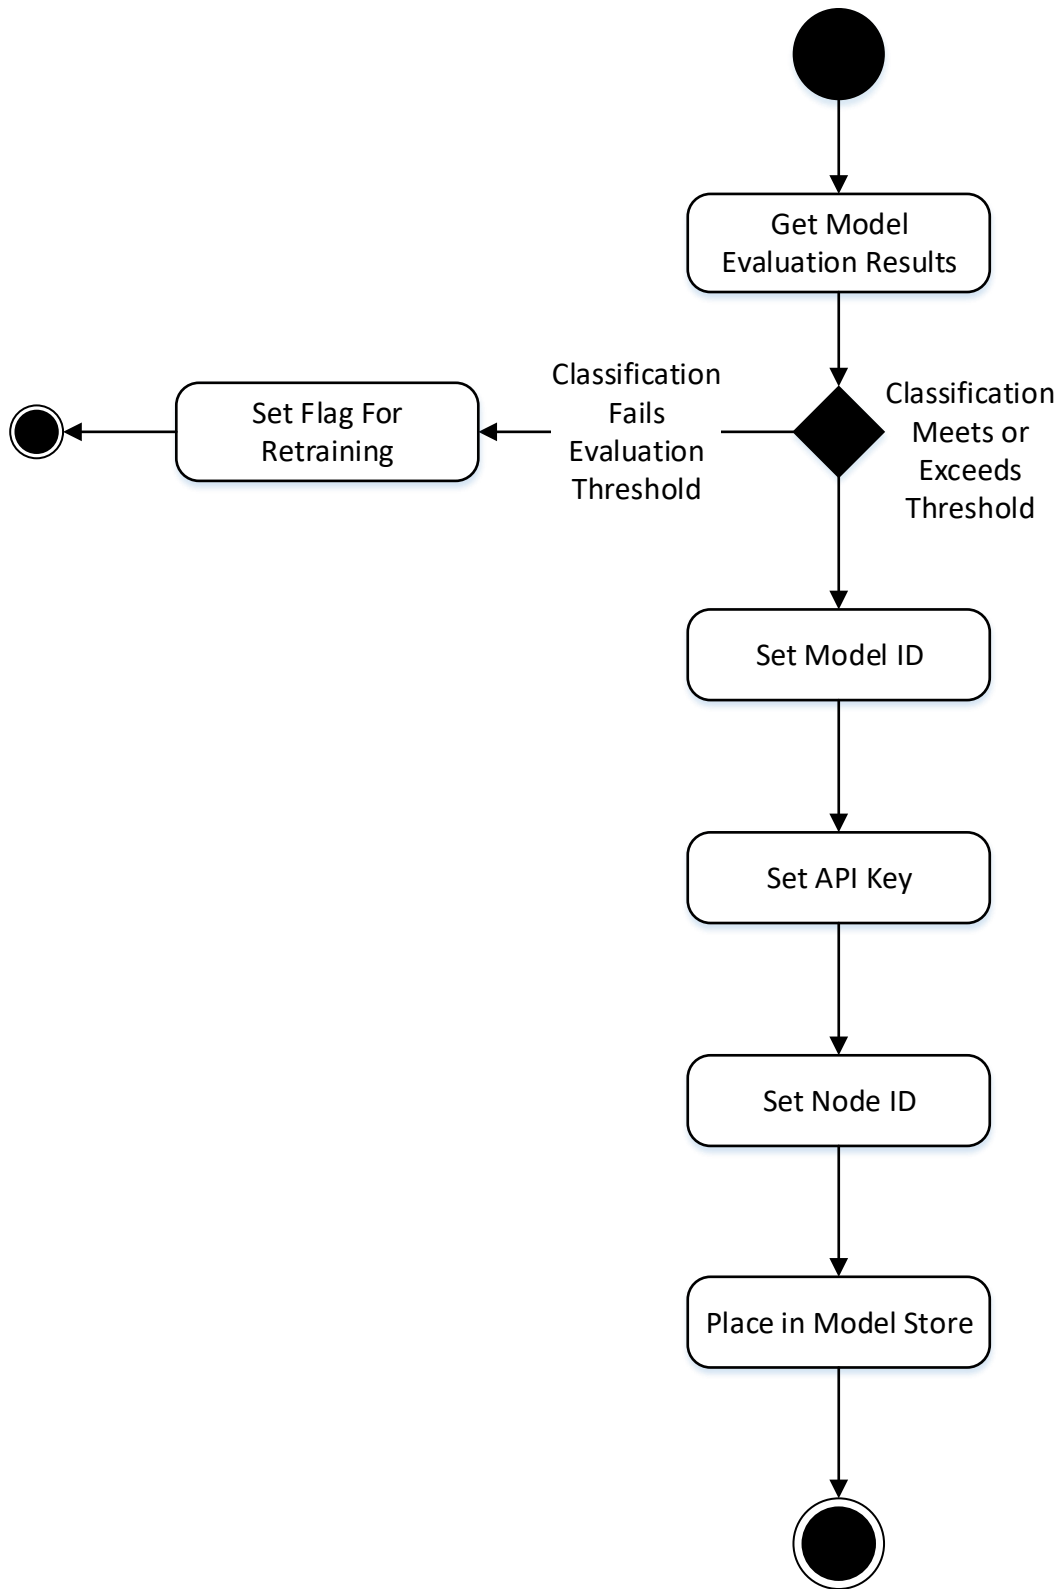 Get Model
Evaluation Results
Classification
Fails
Evaluation
Threshold
Classification
Meets or
Exceeds
Threshold
Set Flag For
Retraining
Set Model ID
Set API Key
Set Node ID
Place in Model Store